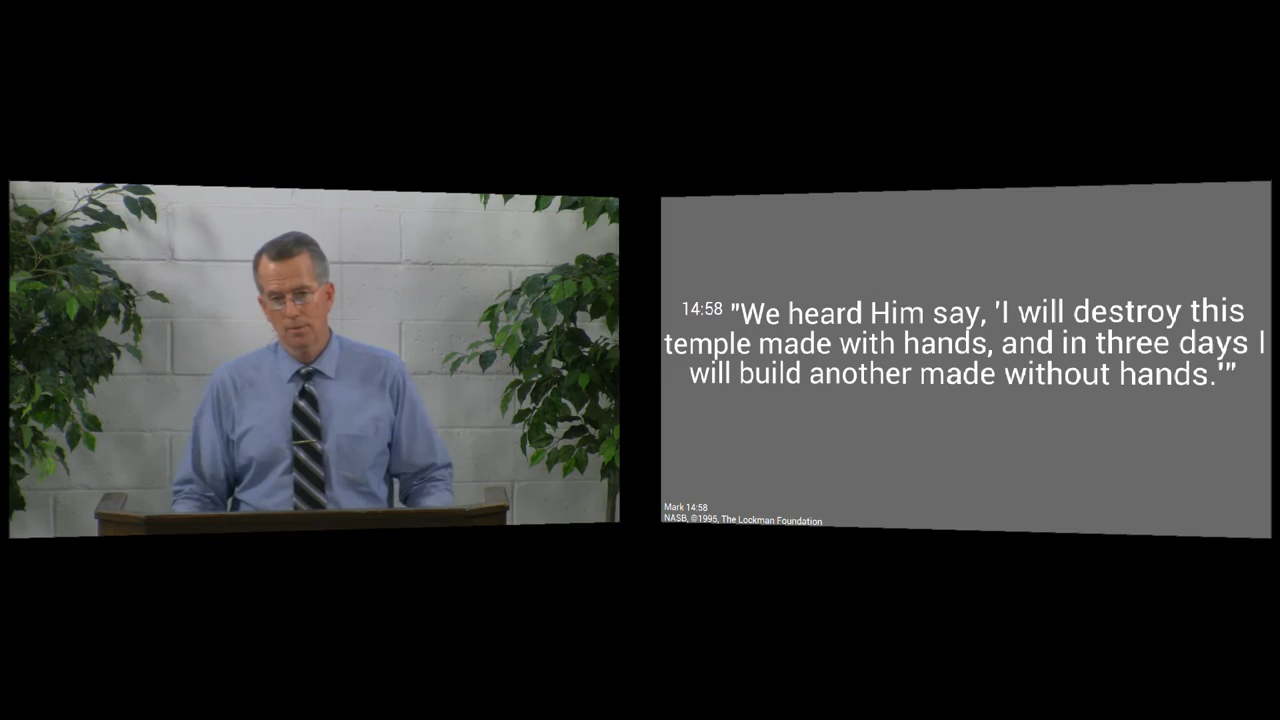 14:58 "We heard Him say, 'I will destroy this
temple made with hands, and in three days I
will build another made without hands.'"
Mark 14:58
NASB, ©1995, The Lockman Foundation